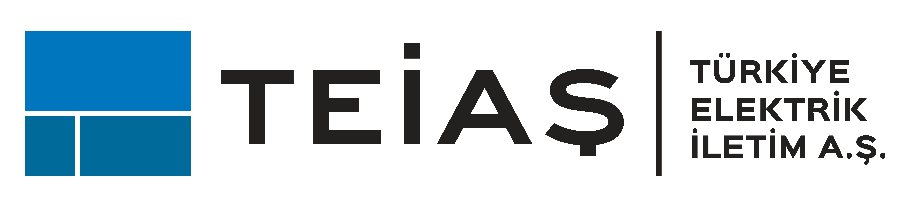 TEİAŞ
TÜRKİYE
ELEKTRİK
İLETİM A.Ş.